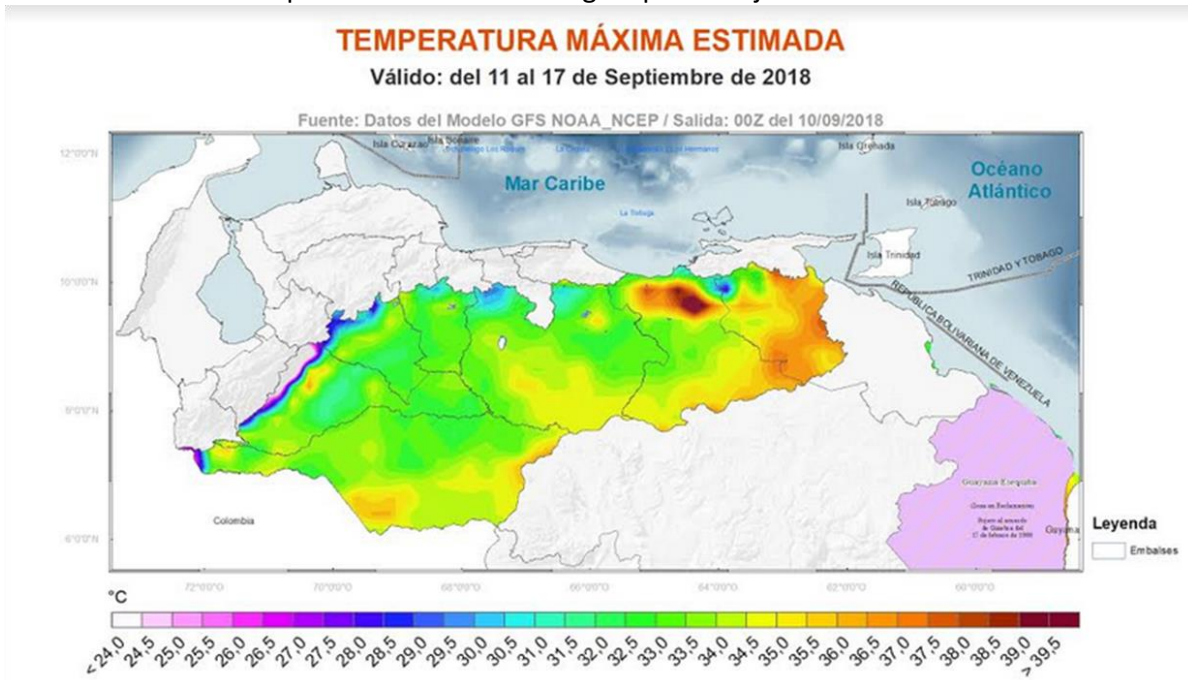 TEMPERATURA MÁXIMA ESTIMADA
Válido: del 11 al 17 de Septiembre de 2018
Fuente: Datos del Modelo GFS NOAA_NCEP / Salida: 00Z del 10/09/2018
12°0'0"N
Isla Curazao
Isla Bonaire
Isla Grenada
Mar Caribe
Océano
Atlántico
La Tortuga
Isla Tobago
Isla Trinidad
TRINIDAD Y TOBAGO
10°0'0"N
REPÚBLICA BOLIVARIANA DE VENEZUELA
Guayana Esequiba
Colombia
Guyana
6°0'0"N
Leyenda
Embalses
72°0'0"O 70°0'0"O 68°0'0"O 66°0'0"O 64°0'0"O 62°0'0"O 60°0'0"O
°C
< 24,0 24,5 25,0 25,5 26,0 26,5 27,0 27,5 28,0 28,5 29,0 29,5 30,0 30,5 31,0 31,5 32,0 32,5 33,0 33,5 34,0 34,5 35,0 35,5 36,0 36,5 37,0 37,5 38,0 38,5 39,0 > 39,5